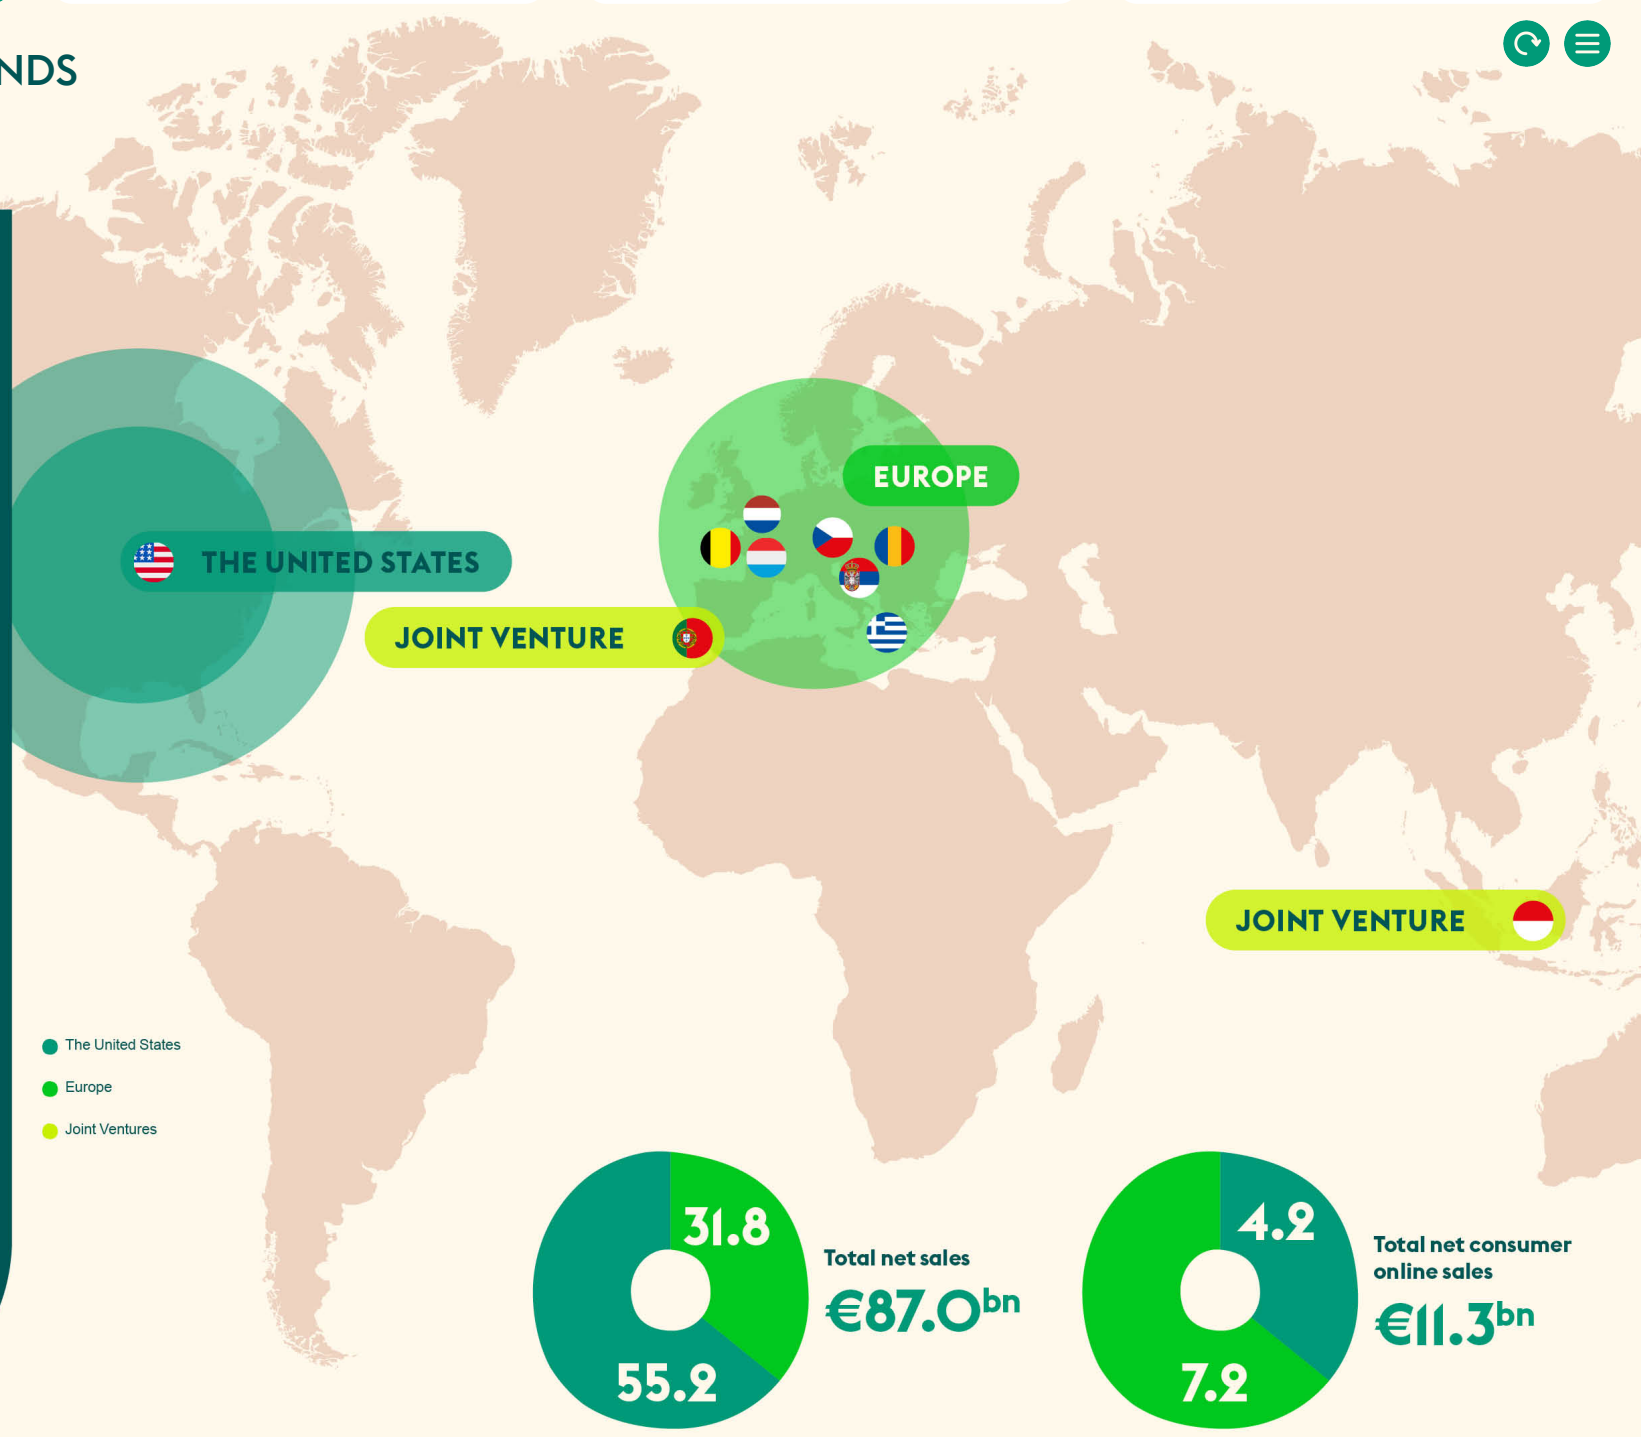 NDS
EUROPE
THE UNITED STATES
JOINT VENTURE
JOINT VENTURE
The United States
Europe
Joint Ventures
31.8
55.2
Total net sales
€87.0bn
4.2
7.2
Total net consumer
online sales
€11.3bn